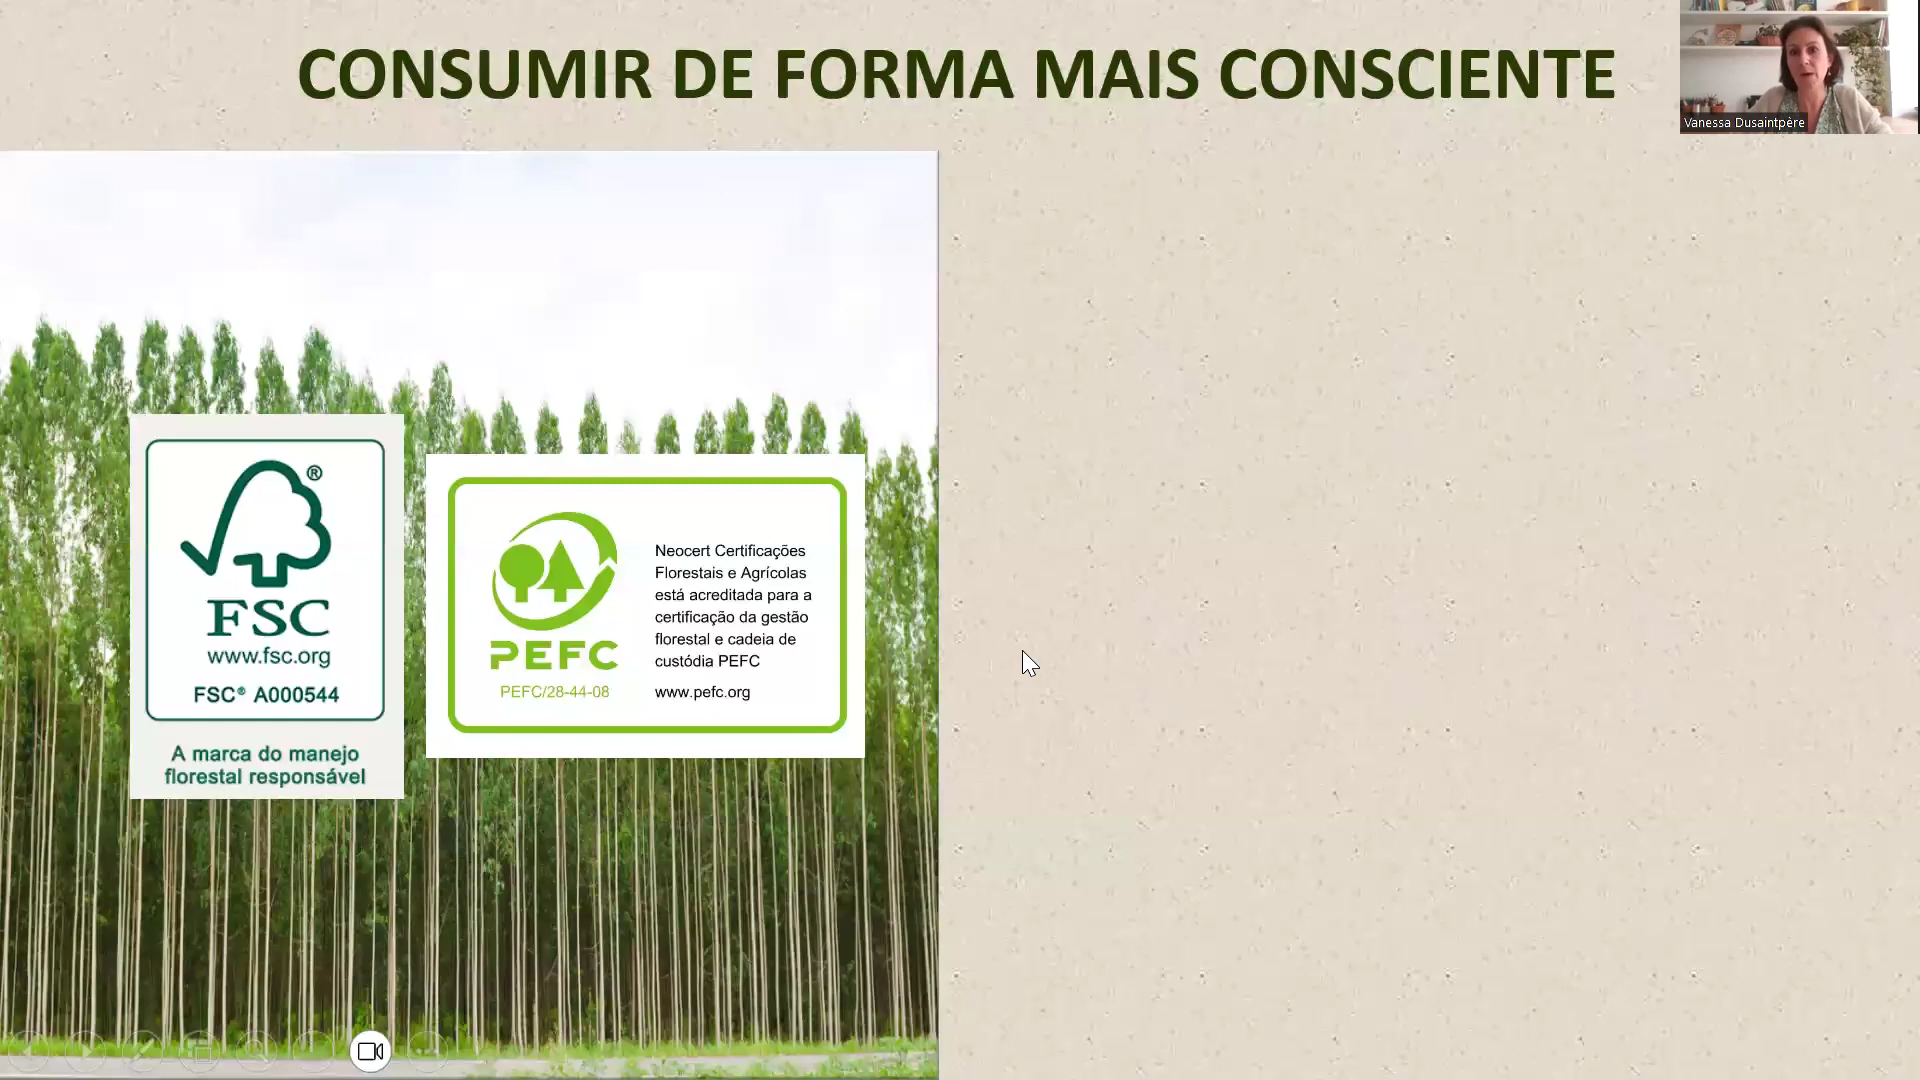 CONSUMIR DE FORMA MAIS CONSCIENTE
Vanessa Dusaintpère
®
FSC
www.fsc.org
FSC® A000544
A marca do manejo
florestal responsável
PEFC
PEFC/28-44-08
Neocert Certificações
Florestais e Agrícolas
está acreditada para a
certificação da gestão
florestal e cadeia de
custódia PEFC
www.pefc.org